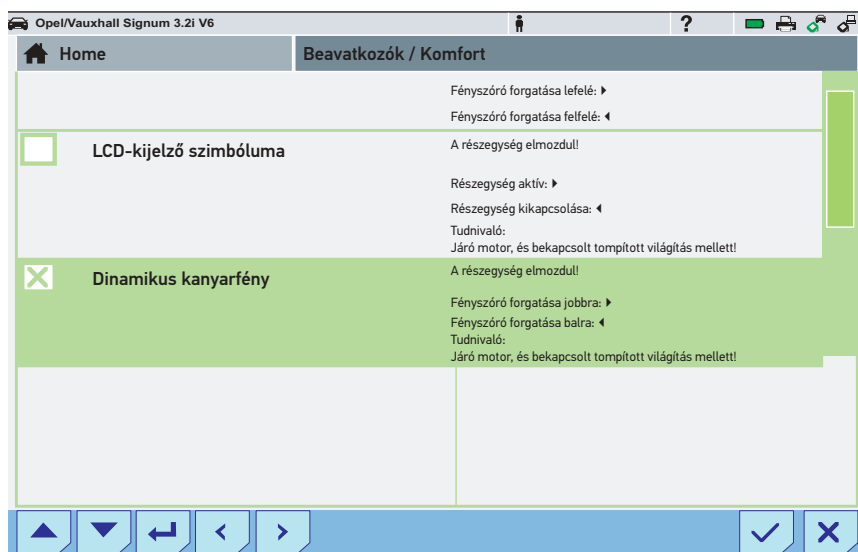 Opel/Vauxhall Signum 3.2i V6
?
Home
Beavatkozók / Komfort
Fényszóró forgatása lefelé:
Fényszóró forgatása felfelé:
LCD-kijelző szimbóluma
A részegység elmozdul!
Részegység aktív:
Részegység kikapcsolása:
Tudnivaló:
Járó motor, és bekapcsolt tompított világítás mellett!
Dinamikus kanyarfény
A részegység elmozdul!
Fényszóró forgatása jobbra:
Fényszóró forgatása balra:
Tudnivaló:
Járó motor, és bekapcsolt tompított világítás mellett!